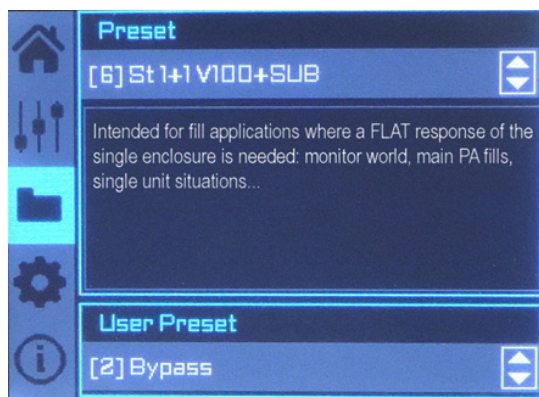 Preset
[6] St 1+1 V100+SUB
Intended for fill applications where a FLAT response of the
single enclosure is needed: monitor world, main PA fills,
single unit situations...
User Preset
[2] Bypass